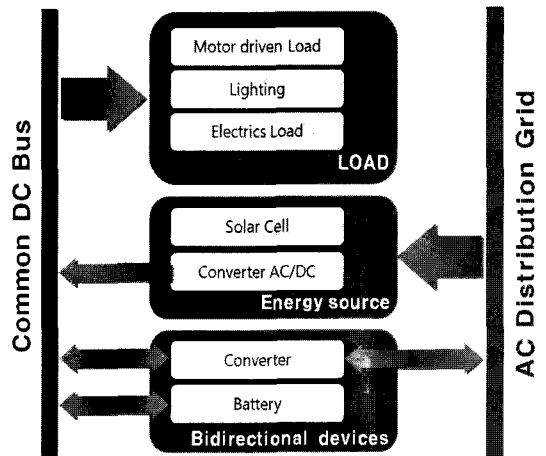 Common DC Bus
Motor driven Load
Lighting
Electrics Load
LOAD
Solar Cell
Converter AC/DC
Energy source
Converter
Battery
Bidirectional devices
AC Distribution Grid